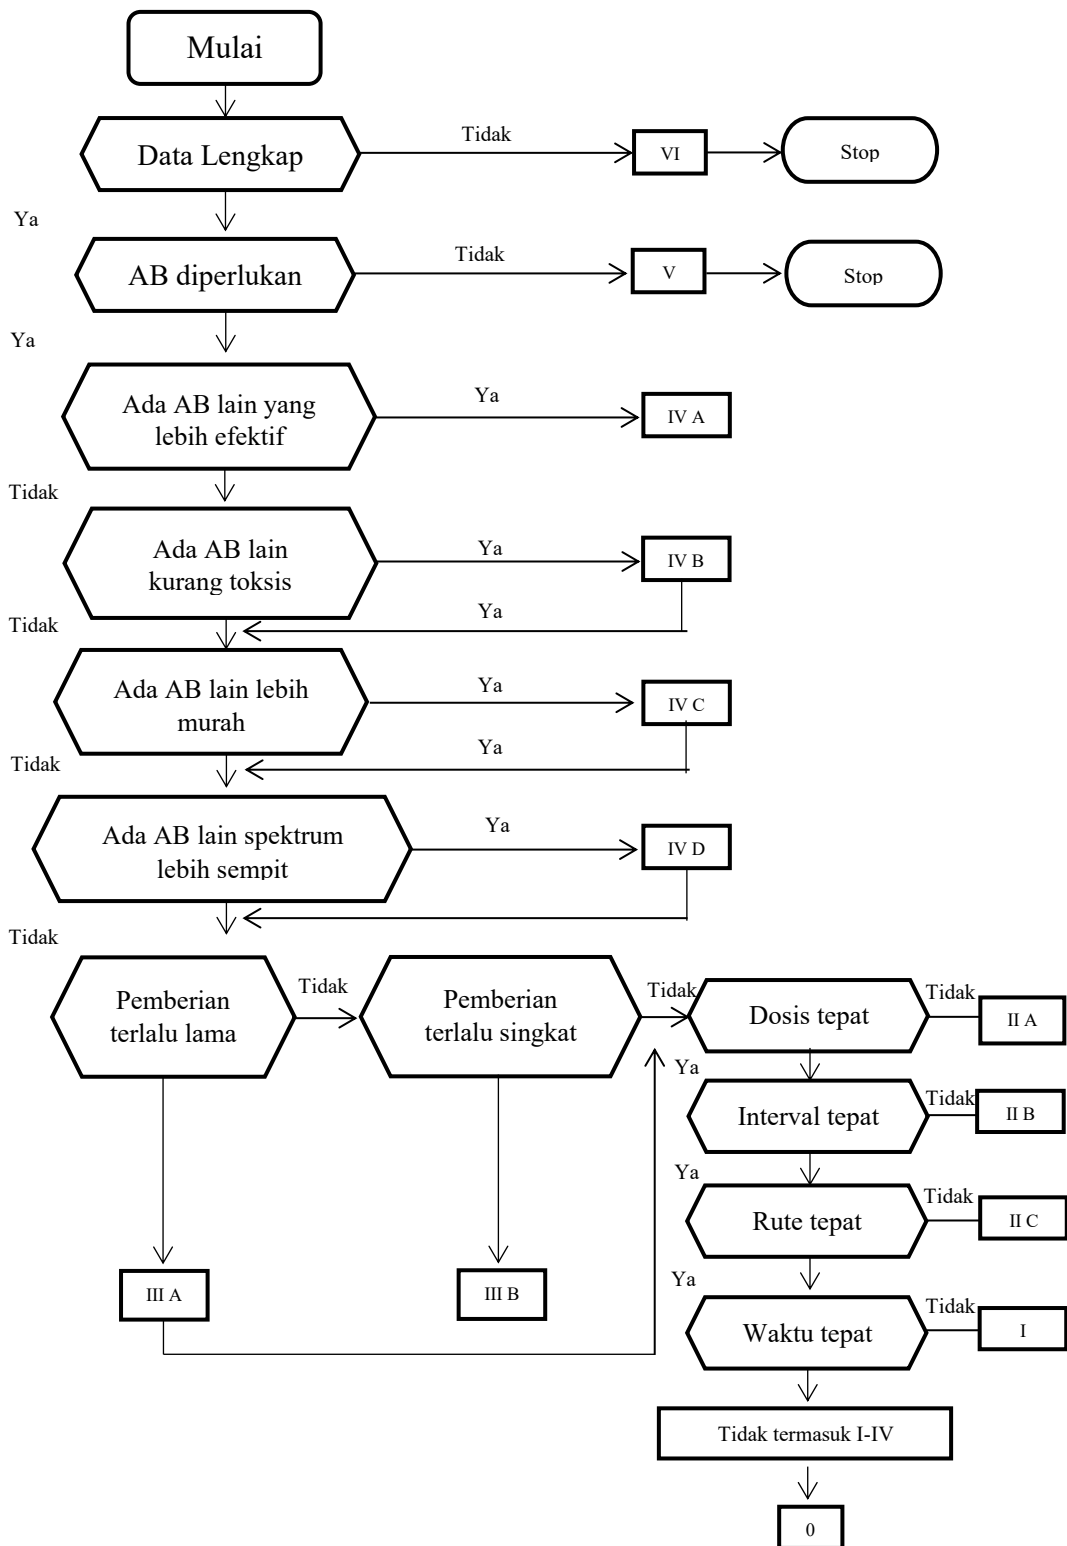 Mulai
Data Lengkap
Tidak
VI
Stop
Ya
AB diperlukan
Tidak
V
Stop
Ya
Ada AB lain yang
lebih efektif
Ya
IV A
Tidak
Ada AB lain
kurang toksis
Ya
IV B
Ya
Tidak
Ada AB lain lebih
murah
Ya
IV C
Ya
Tidak
Ada AB lain spektrum
lebih sempit
Ya
IV D
Tidak
Pemberian
terlalu lama
Tidak
Pemberian
terlalu singkat
Tidak
Dosis tepat
Tidak
II A
Ya
Interval tepat
Tidak
II B
Ya
Rute tepat
Tidak
II C
Ya
III A
III B
Waktu tepat
Tidak
I
Tidak termasuk I-IV
0